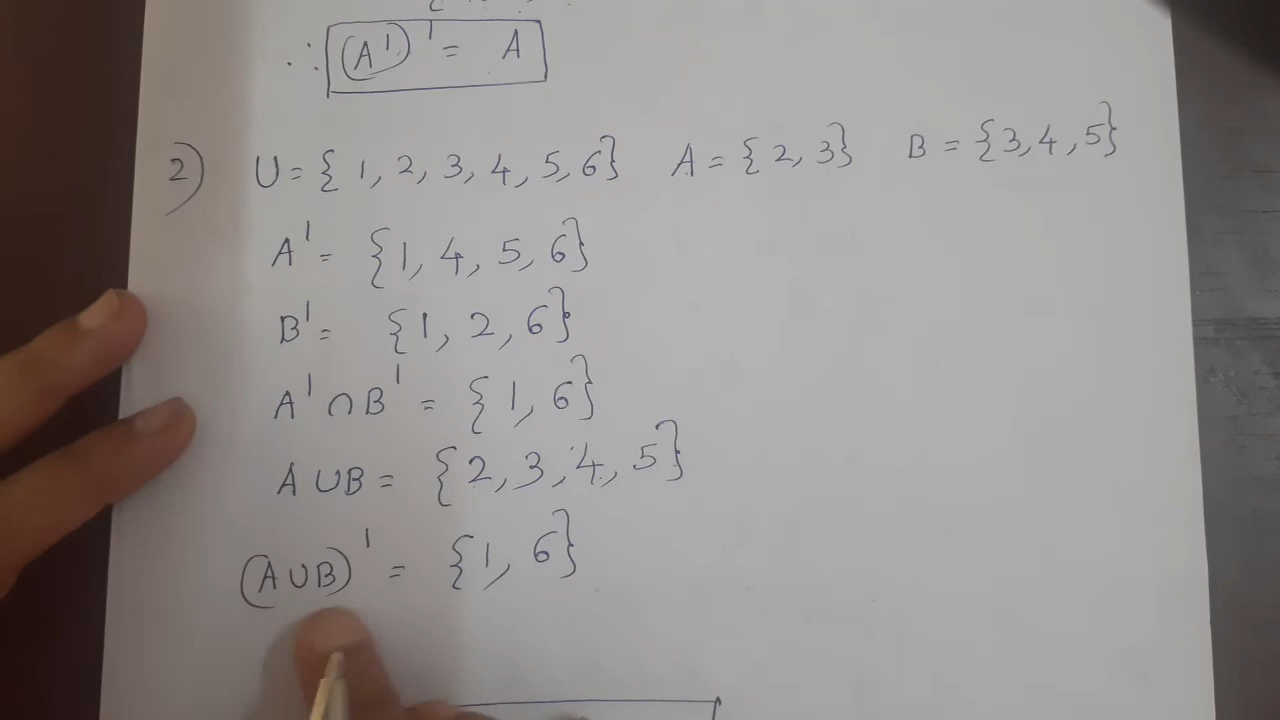 ∴ (A')' = A
2) U = { 1, 2, 3, 4, 5, 6} A = { 2, 3} B = {3, 4, 5}
A' = {1, 4, 5, 6}
B' = {1, 2, 6}
A' ∩ B' = { 1, 6}
A ∪ B = {2, 3, 4, 5}
(A ∪ B)' = {1, 6}